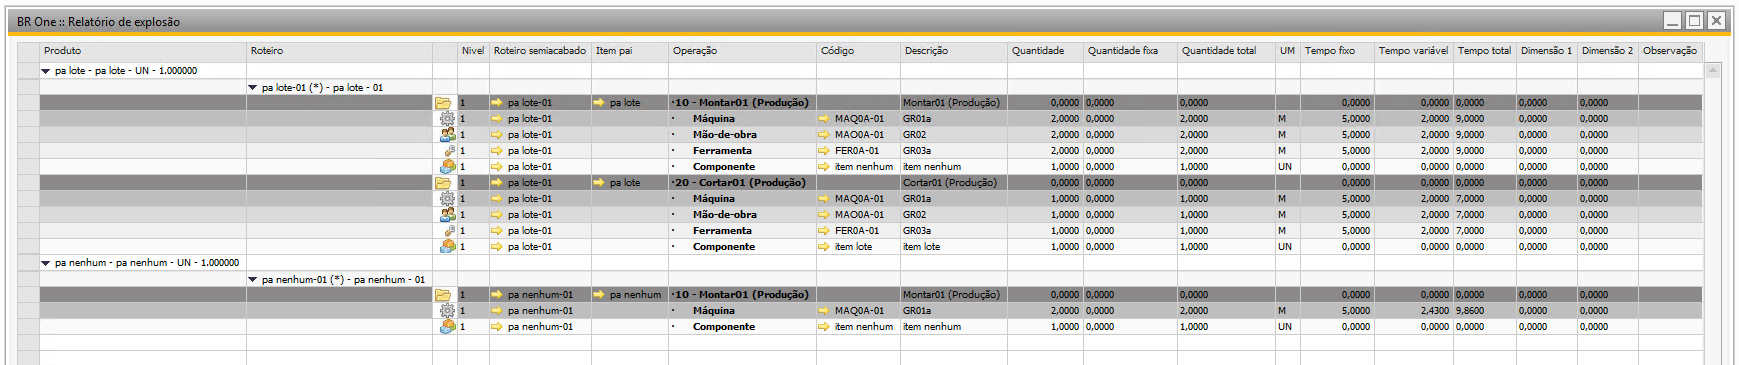 BR One :: Relatório de explosão
Produto Roteiro Nivel Roteiro semiacabado Item pai Operação Código Descrição Quantidade Quantidade fixa Quantidade total UM Tempo fixo Tempo variável Tempo total Dimensão 1 Dimensão 2 Observação
pa lote - pa lote - UN - 1.000000
pa lote-01 (*) - pa lote - 01
1 pa lote-01 pa lote ·10 - Montar01 (Produção) Montar01 (Produção) 0,0000 0,0000 0,0000 0,0000 0,0000 0,0000 0,0000 0,0000
1 pa lote-01 · Máquina MAQ0A-01 GR01a 2,0000 0,0000 2,0000 M 5,0000 2,0000 9,0000 0,0000 0,0000
1 pa lote-01 · Mão-de-obra MAO0A-01 GR02 2,0000 0,0000 2,0000 M 5,0000 2,0000 9,0000 0,0000 0,0000
1 pa lote-01 · Ferramenta FER0A-01 GR03a 2,0000 0,0000 2,0000 M 5,0000 2,0000 9,0000 0,0000 0,0000
1 pa lote-01 · Componente item nenhum item nenhum 1,0000 0,0000 1,0000 UN 0,0000 0,0000 0,0000 0,0000 0,0000
1 pa lote-01 pa lote ·20 - Cortar01 (Produção) Cortar01 (Produção) 0,0000 0,0000 0,0000 0,0000 0,0000 0,0000 0,0000 0,0000
1 pa lote-01 · Máquina MAQ0A-01 GR01a 1,0000 0,0000 1,0000 M 5,0000 2,0000 7,0000 0,0000 0,0000
1 pa lote-01 · Mão-de-obra MAO0A-01 GR02 1,0000 0,0000 1,0000 M 5,0000 2,0000 7,0000 0,0000 0,0000
1 pa lote-01 · Ferramenta FER0A-01 GR03a 1,0000 0,0000 1,0000 M 5,0000 2,0000 7,0000 0,0000 0,0000
1 pa lote-01 · Componente item lote item lote 1,0000 0,0000 1,0000 UN 0,0000 0,0000 0,0000 0,0000 0,0000
pa nenhum - pa nenhum - UN - 1.000000
pa nenhum-01 (*) - pa nenhum - 01
1 pa nenhum-01 pa nenhum ·10 - Montar01 (Produção) Montar01 (Produção) 0,0000 0,0000 0,0000 0,0000 0,0000 0,0000 0,0000 0,0000
1 pa nenhum-01 · Máquina MAQ0A-01 GR01a 2,0000 0,0000 2,0000 M 5,0000 2,4300 9,8600 0,0000 0,0000
1 pa nenhum-01 · Componente item nenhum item nenhum 1,0000 0,0000 1,0000 UN 0,0000 0,0000 0,0000 0,0000 0,0000